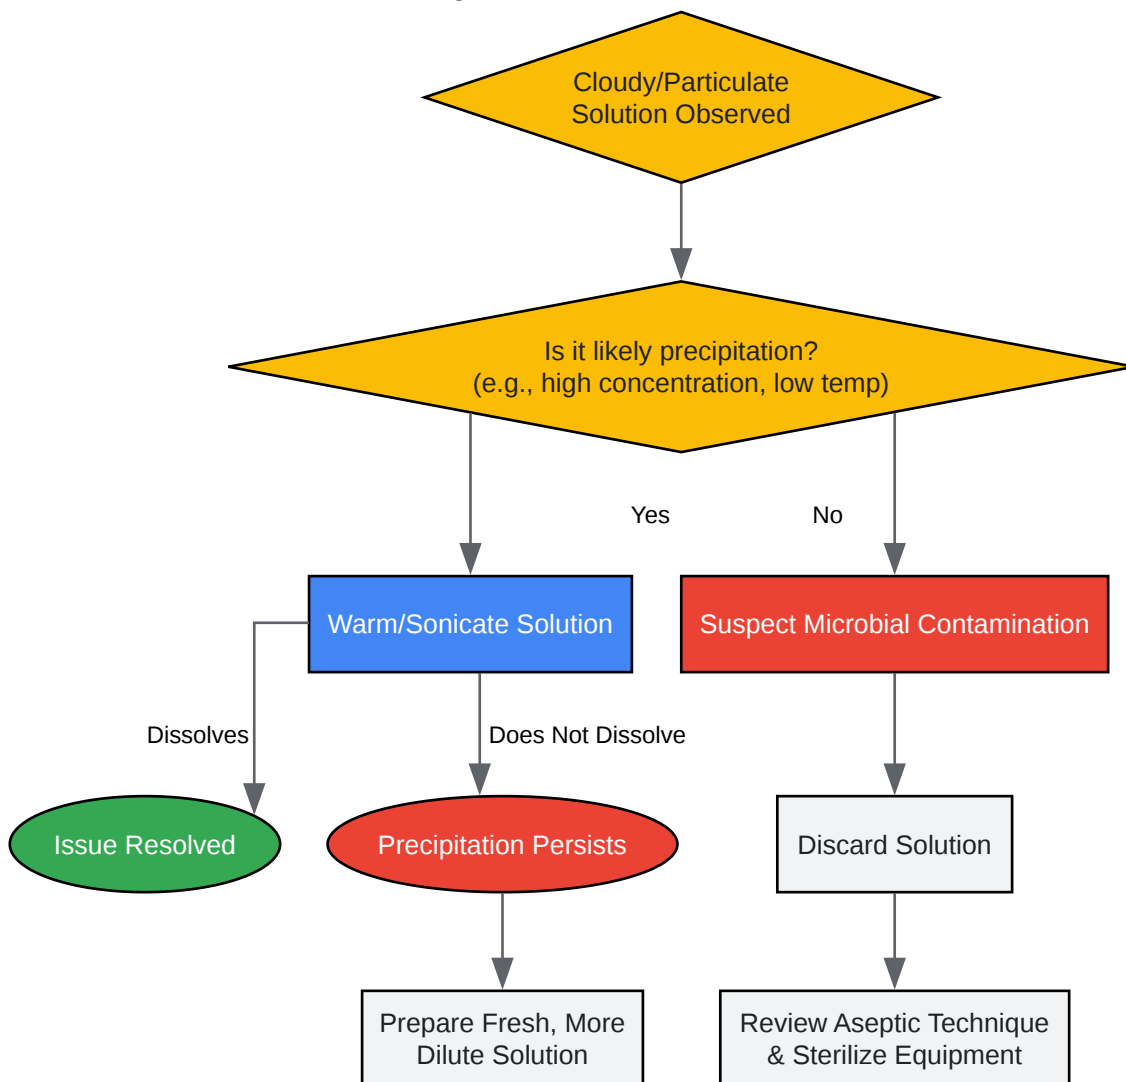 Cloudy/Particulate
Solution Observed
Is it likely precipitation?
(e.g., high concentration, low temp)
Yes
No
Warm/Sonicate Solution
Suspect Microbial Contamination
Dissolves
Does Not Dissolve
Issue Resolved
Precipitation Persists
Discard Solution
Prepare Fresh, More
Dilute Solution
Review Aseptic Technique
& Sterilize Equipment